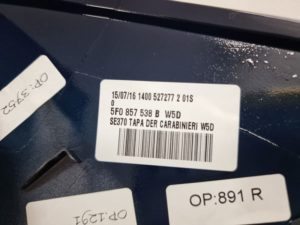 OP:3752
15/07/16 1400 527277 2 01S
0
5F0 857 538 B W5D
SE370 TAPA DER CARABINIERI W5D
OP:1291
OP:891 R